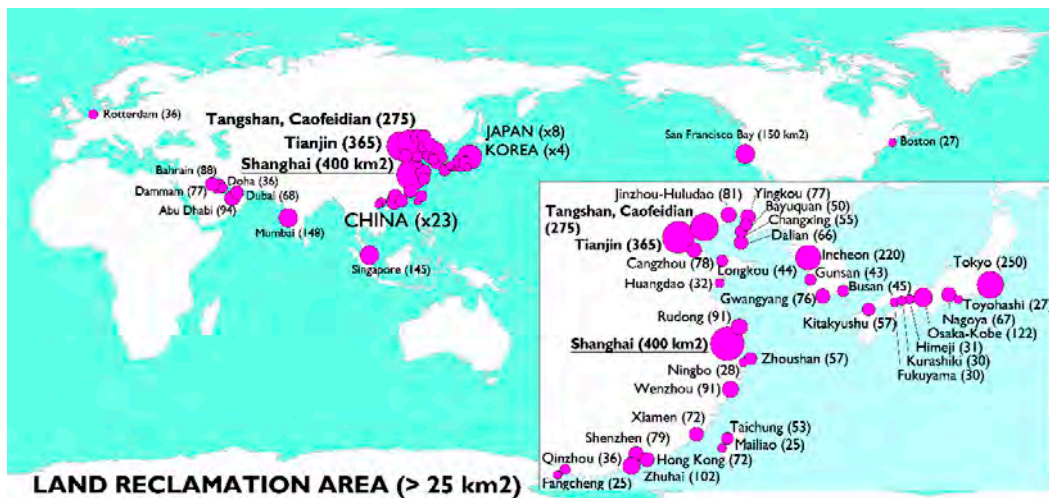 Rotterdam (36)
Tangshan, Caofeidian (275)
Tianjin (365)
Shanghai (400 km2)
JAPAN (x8)
KOREA (x4)
San Francisco Bay (150 km2)
Boston (27)
Bahrain (88)
Doha (36)
Dammam (77)
Dubai (68)
Abu Dhabi (94)
Mumbai (148)
CHINA (x23)
Singapore (145)
Jinzhou-Huludao (81)
Yingkou (77)
Bayuquan (50)
Changxing (55)
Dalian (66)
Tangshan, Caofeidian
(275)
Tianjin (365)
Cangzhou (78)
Longkou (44)
Huangdao (32)
Incheon (220)
Gunsan (43)
Busan (45)
Gwangyang (76)
Tokyo (250)
Toyohashi (27)
Nagoya (67)
Kitakyushu (57)
Osaka-Kobe (122)
Himeji (31)
Kurashiki (30)
Fukuyama (30)
Rudong (91)
Shanghai (400 km2)
Zhoushan (57)
Ningbo (28)
Wenzhou (91)
Xiamen (72)
Taichung (53)
Mailiao (25)
Shenzhen (79)
Qinzhou (36)
Hong Kong (72)
Zhuhai (102)
Fangcheng (25)
LAND RECLAMATION AREA (> 25 km2)